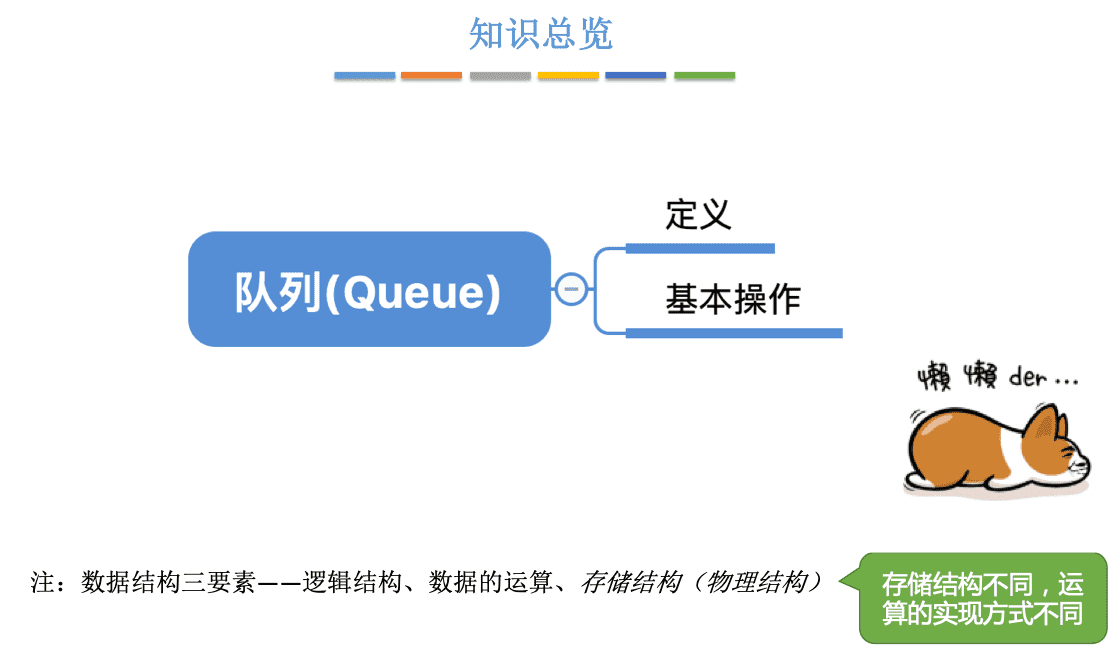 知识总览
队列(Queue)
定义
基本操作
懒 懶 der ...
注：数据结构三要素——逻辑结构、数据的运算、存储结构（物理结构）
存储结构不同，运
算的实现方式不同